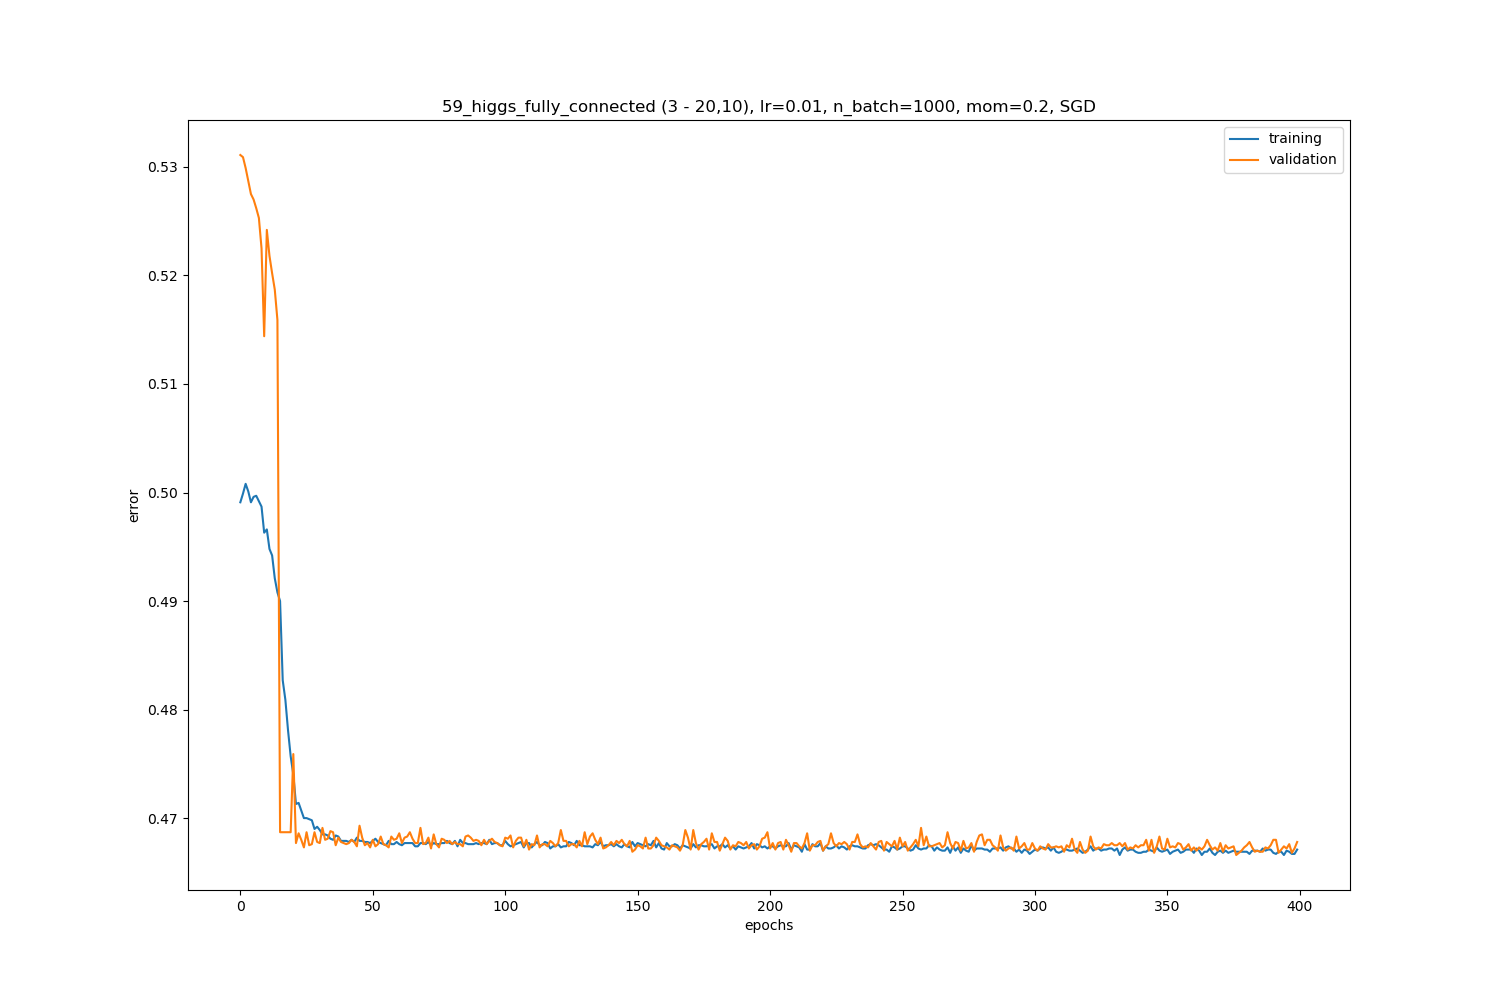 59_higgs_fully_connected (3 - 20,10), lr=0.01, n_batch=1000, mom=0.2, SGD
training
validation
0.53
0.52
0.51
0.50
0.49
0.48
0.47
error
0 50 100 150 200 250 300 350 400
epochs